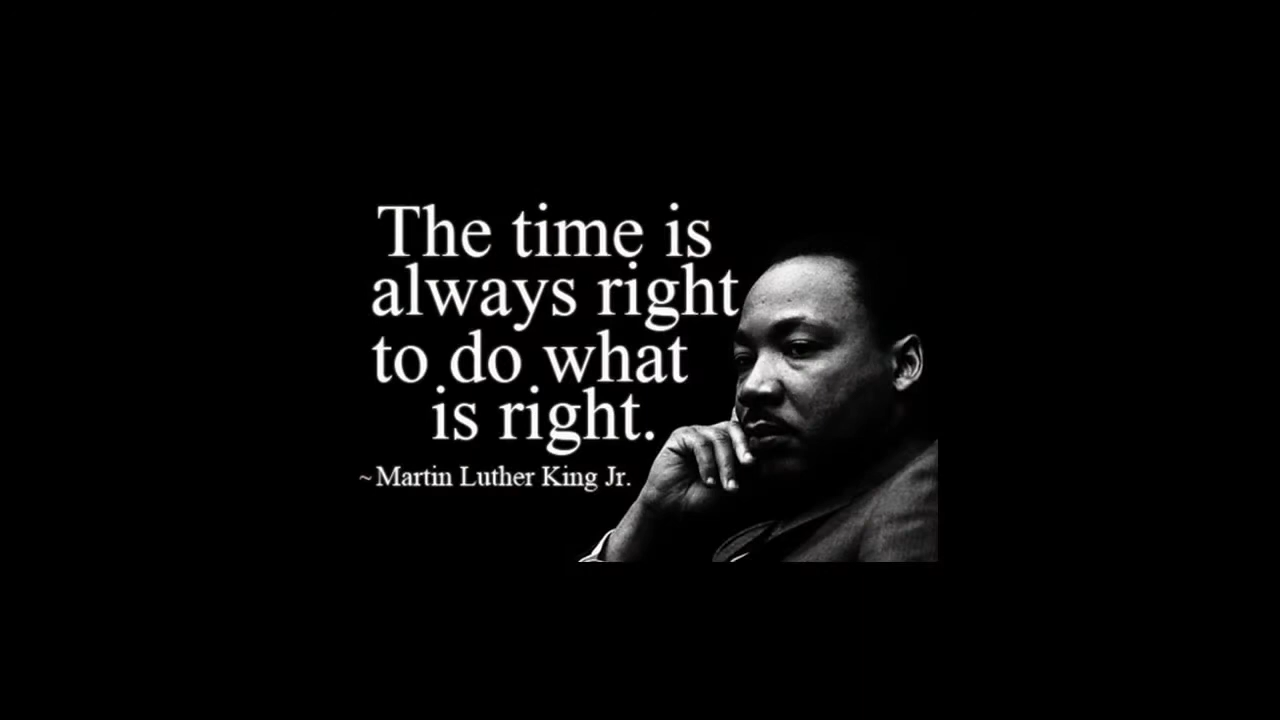 The time is
always right
to do what
is right.
~Martin Luther King Jr.